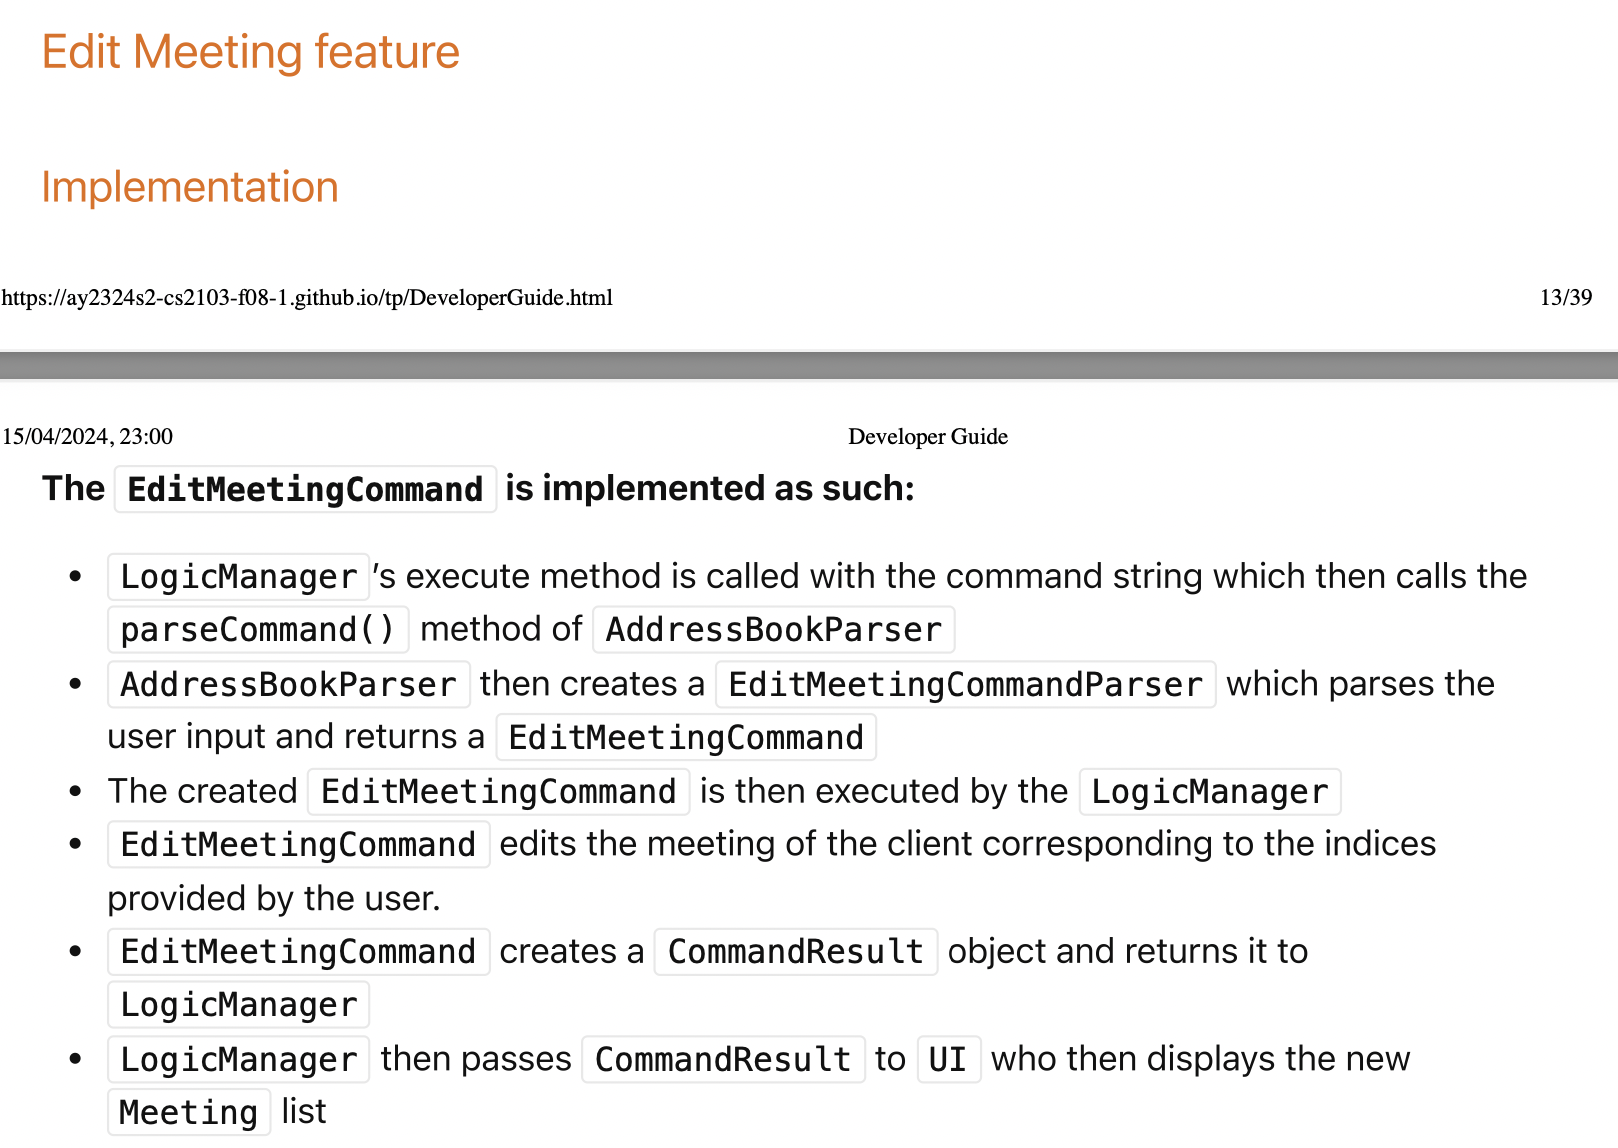 Edit Meeting feature
Implementation
https://ay2324s2-cs2103-f08-1.github.io/tp/DeveloperGuide.html 13/39
15/04/2024, 23:00 Developer Guide
The EditMeetingCommand is implemented as such:
• LogicManager ’s execute method is called with the command string which then calls the
parseCommand() method of AddressBookParser
• AddressBookParser then creates a EditMeetingCommandParser which parses the
user input and returns a EditMeetingCommand
• The created EditMeetingCommand is then executed by the LogicManager
• EditMeetingCommand edits the meeting of the client corresponding to the indices
provided by the user.
• EditMeetingCommand creates a CommandResult object and returns it to
LogicManager
• LogicManager then passes CommandResult to UI who then displays the new
Meeting list